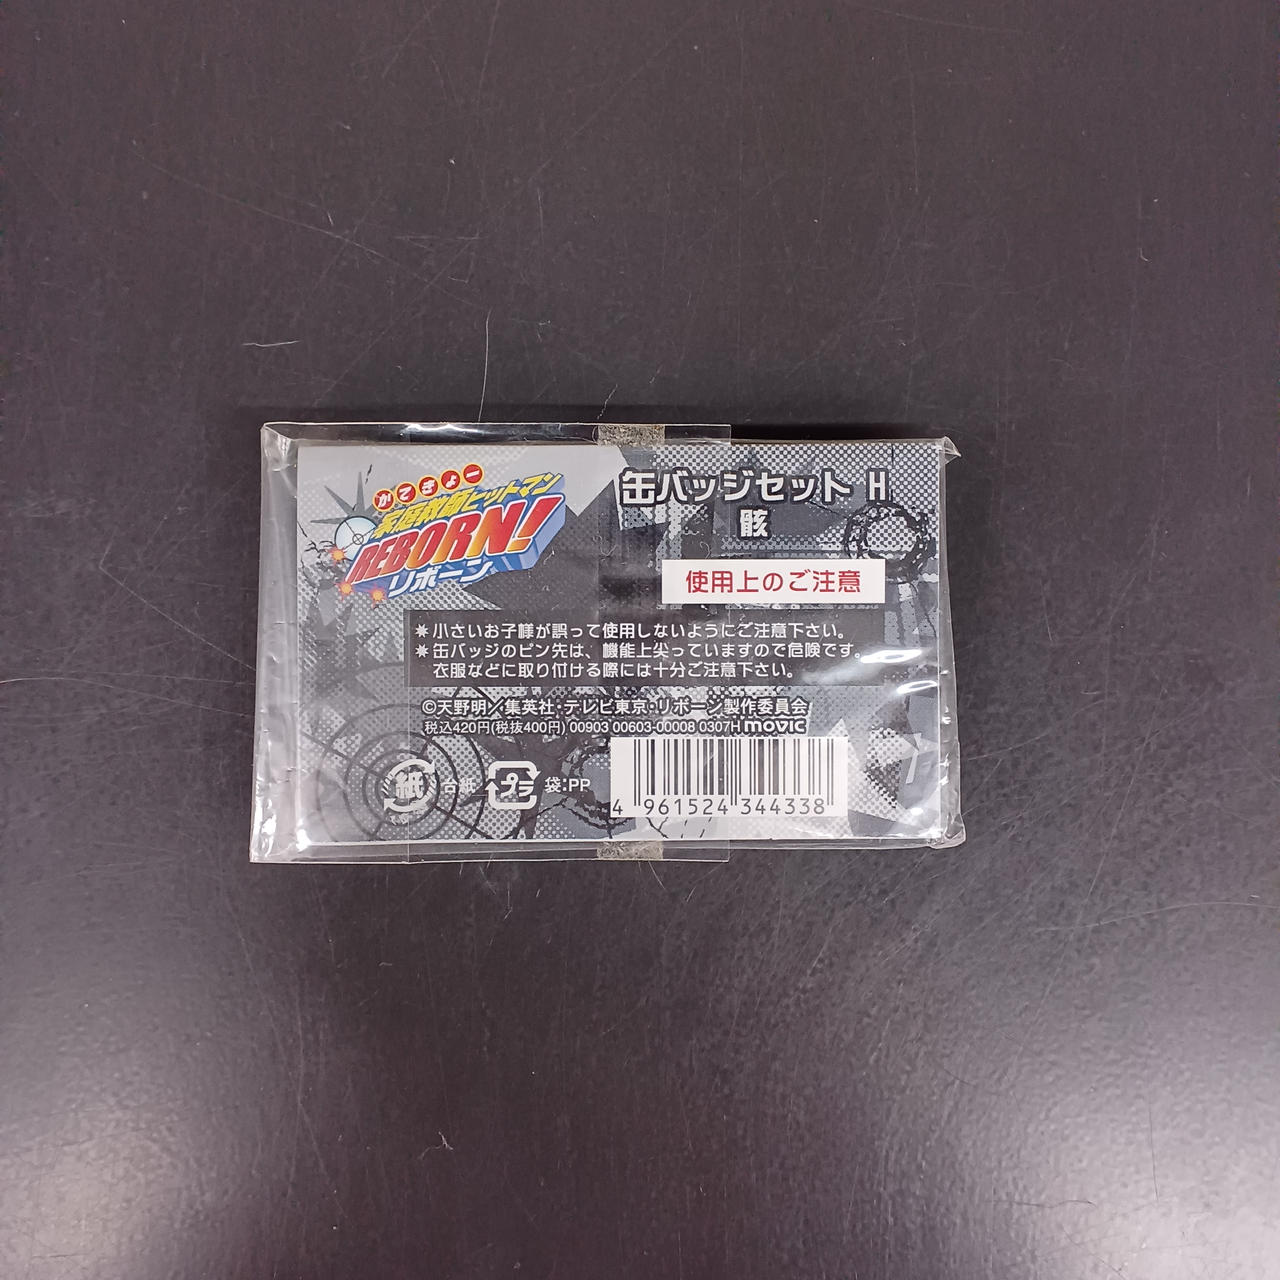 かてきょー
家庭教師ヒットマン
REBORN!
リボーン
缶バッジセット H
骸
使用上のご注意
✷小さいお子様が誤って使用しないようにご注意下さい。
✷缶バッジのピン先は、機能上尖っていますので危険です。
衣服などに取り付ける際には十分ご注意下さい。
©天野明/集英社・テレビ東京・リボーン製作委員会
税込420円(税抜400円) 00903 00603-00008 0307H movic
紙 台紙 プラ 袋:PP
4 961524 344338